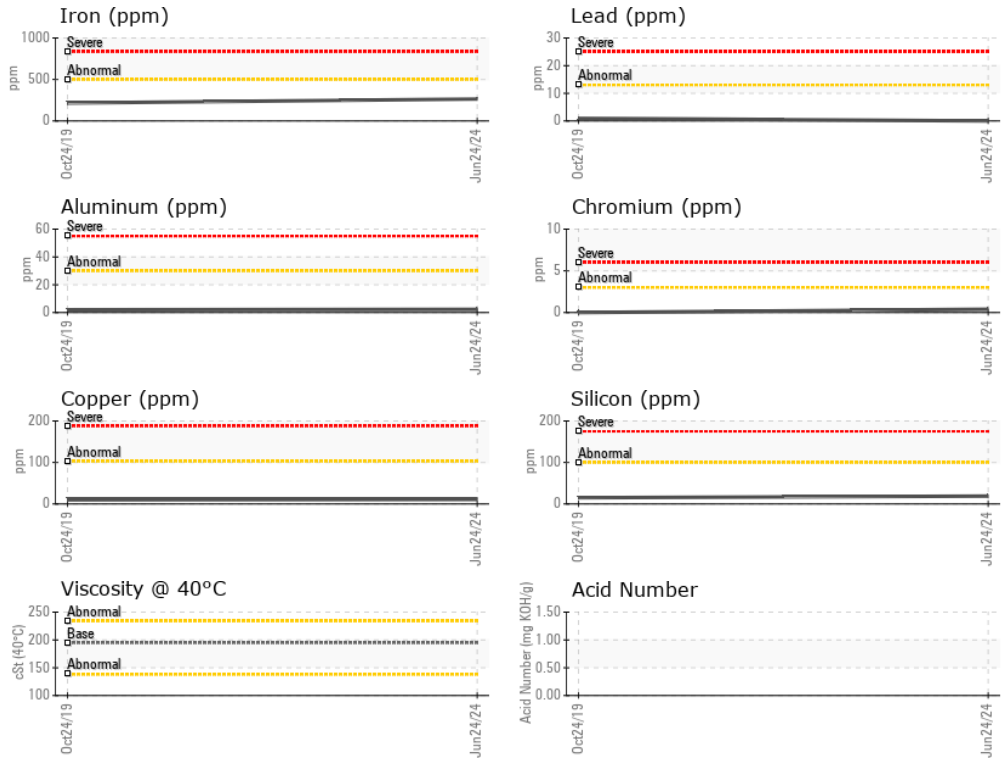 Iron (ppm)
1000
500
0
ppm
Severe
Abnormal
Oct24/19
Jun24/24
Lead (ppm)
30
20
10
0
ppm
Severe
Abnormal
Oct24/19
Jun24/24
Aluminum (ppm)
60
40
20
0
ppm
Severe
Abnormal
Oct24/19
Jun24/24
Chromium (ppm)
10
5
0
ppm
Severe
Abnormal
Oct24/19
Jun24/24
Copper (ppm)
200
100
0
ppm
Severe
Abnormal
Oct24/19
Jun24/24
Silicon (ppm)
200
100
0
ppm
Severe
Abnormal
Oct24/19
Jun24/24
Viscosity @ 40°C
250
200
150
100
cSt (40°C)
Abnormal
Base
Abnormal
Oct24/19
Jun24/24
Acid Number
1.50
1.00
0.50
0.00
Acid Number (mg KOH/g)
Oct24/19
Jun24/24